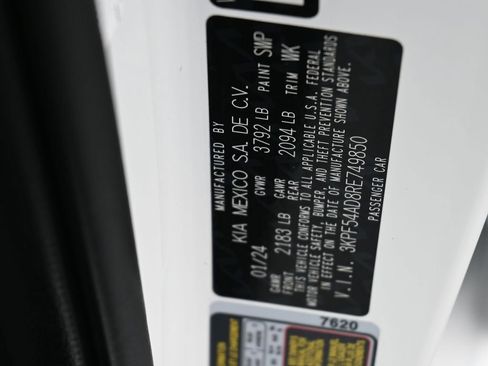 MANUFACTURED BY
KIA MEXICO S.A. DE C.V.
01/24 GVWR 3792 LB PAINT SWP
GAWR FRONT 2183 LB GAWR REAR 2094 LB TRIM WK
THIS VEHICLE CONFORMS TO ALL APPLICABLE U.S.A. FEDERAL
MOTOR VEHICLE SAFETY, BUMPER, AND THEFT PREVENTION STANDARDS
IN EFFECT ON THE DATE OF MANUFACTURE SHOWN ABOVE.
V.I.N. 3KPF54AD8RE749850
PASSENGER CAR
7620